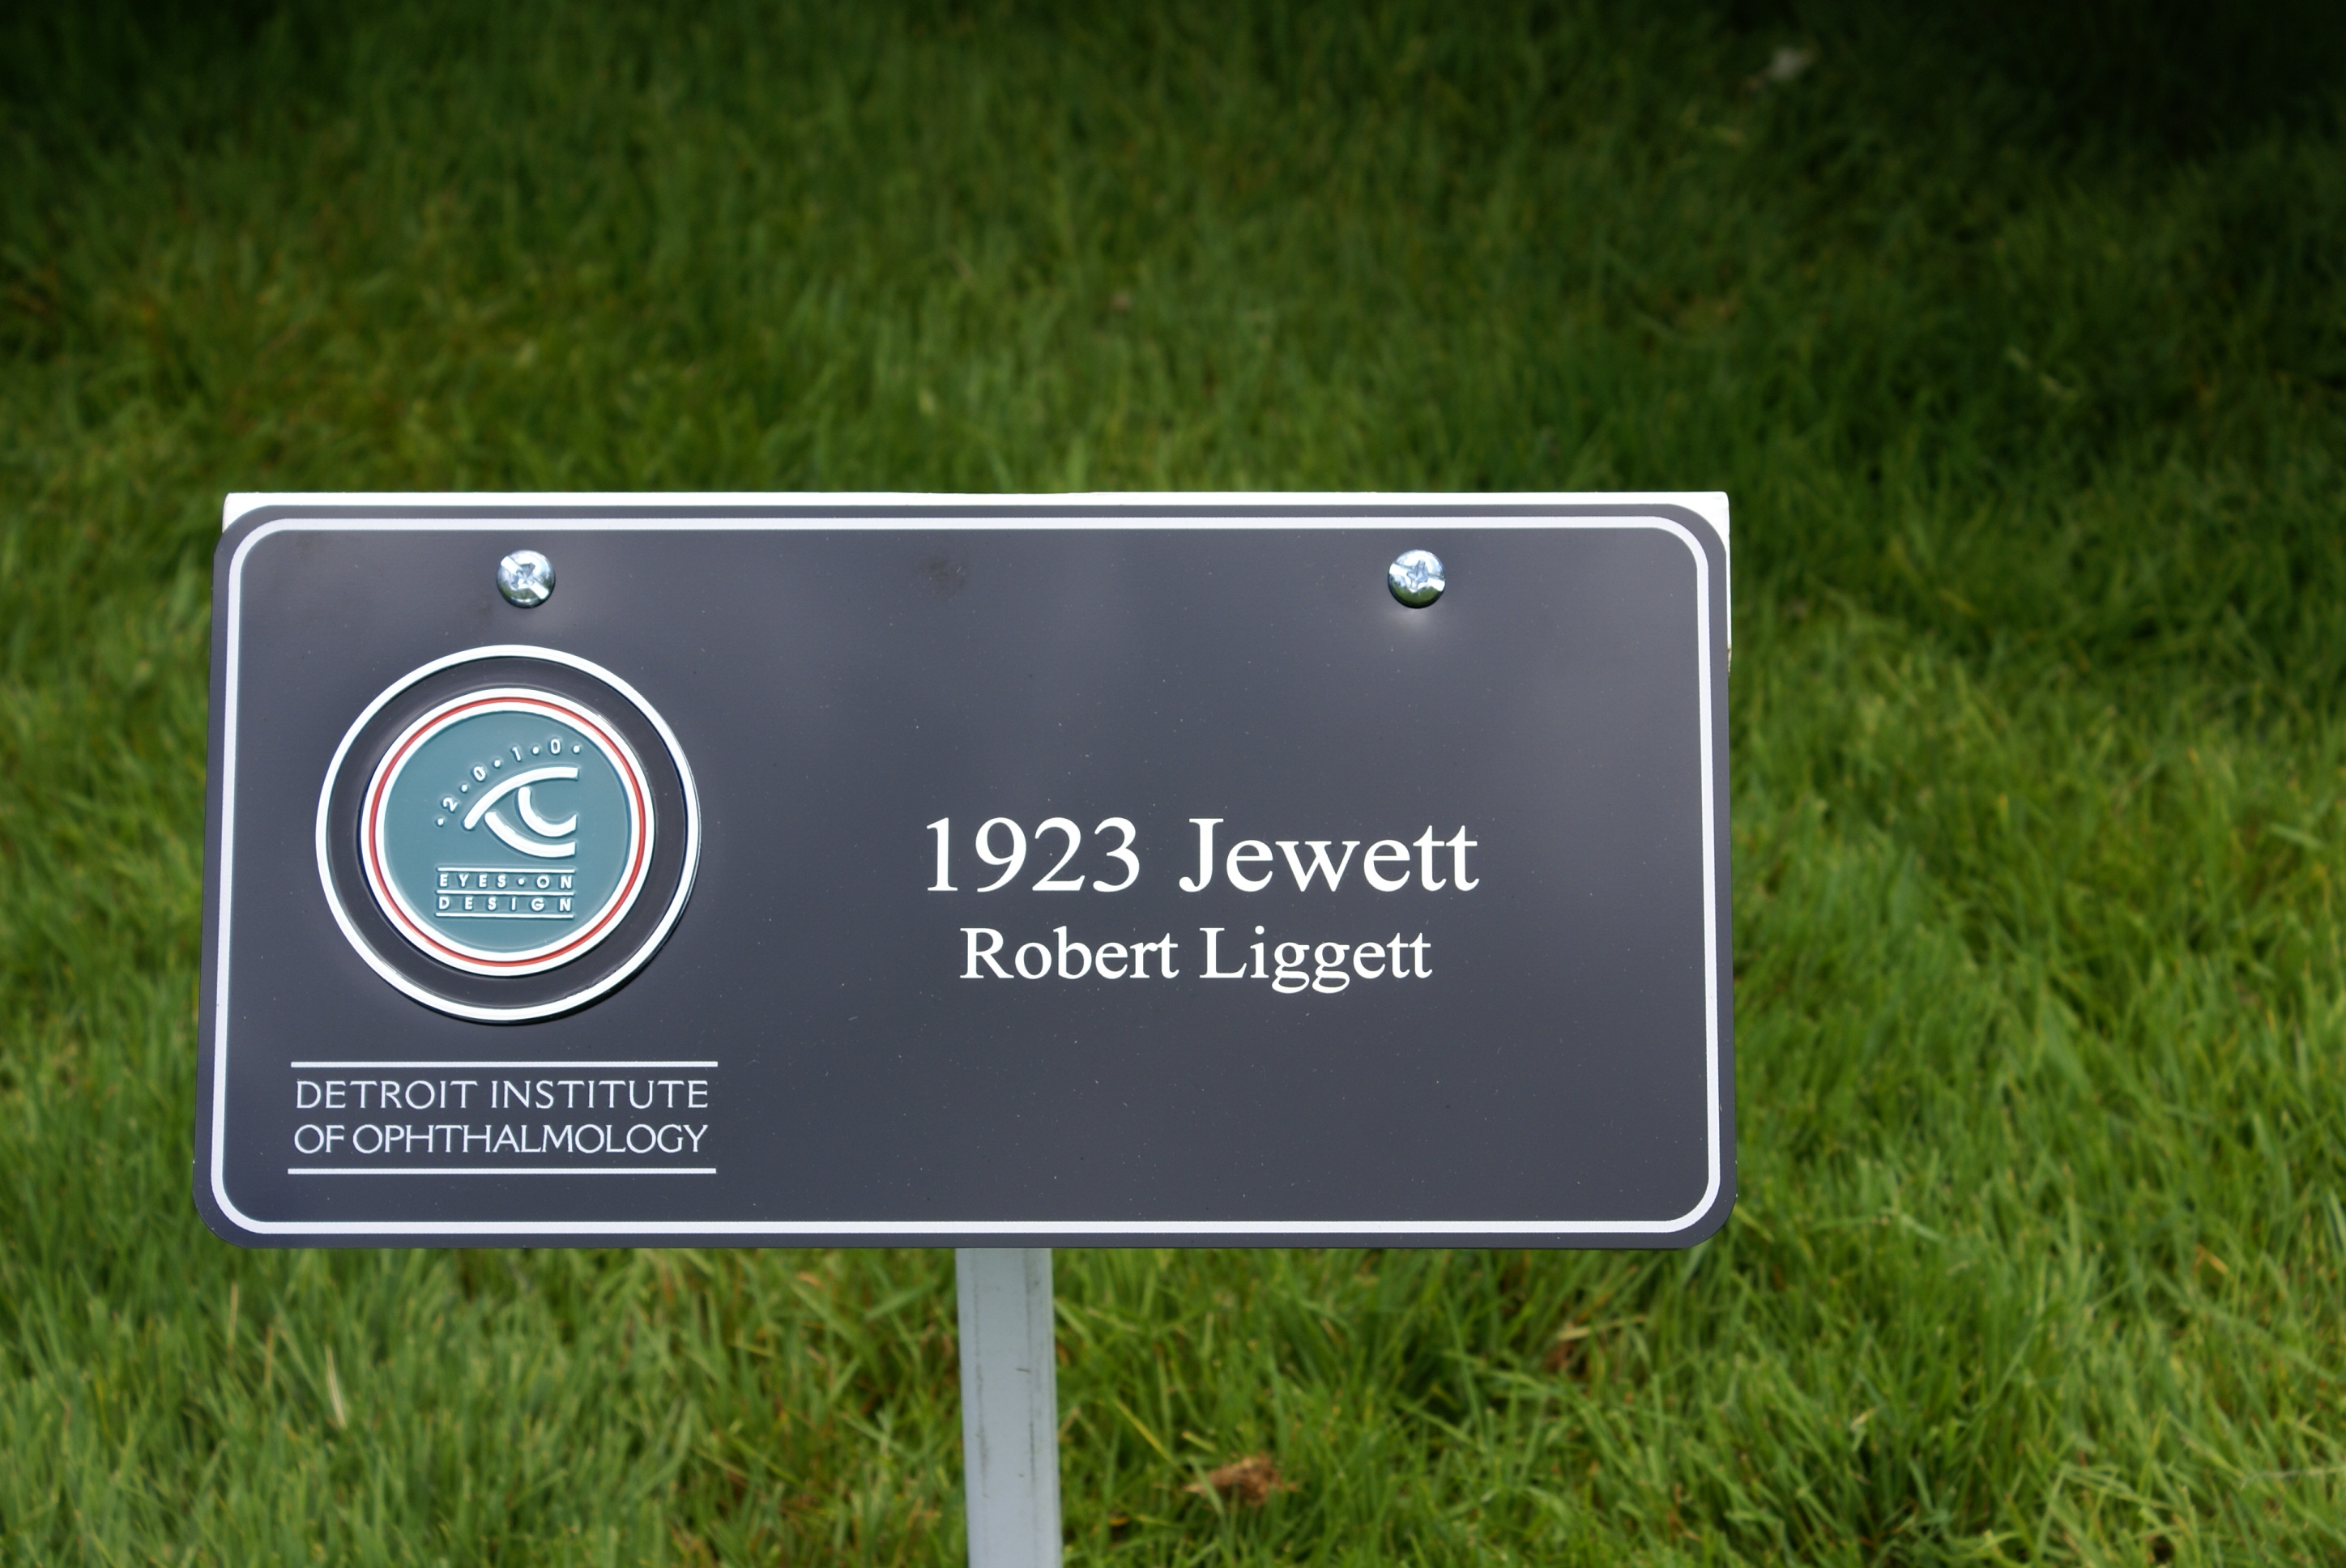 ·2·0·1·0·
EYES·ON
DESIGN
DETROIT INSTITUTE
OF OPHTHALMOLOGY
1923 Jewett
Robert Liggett